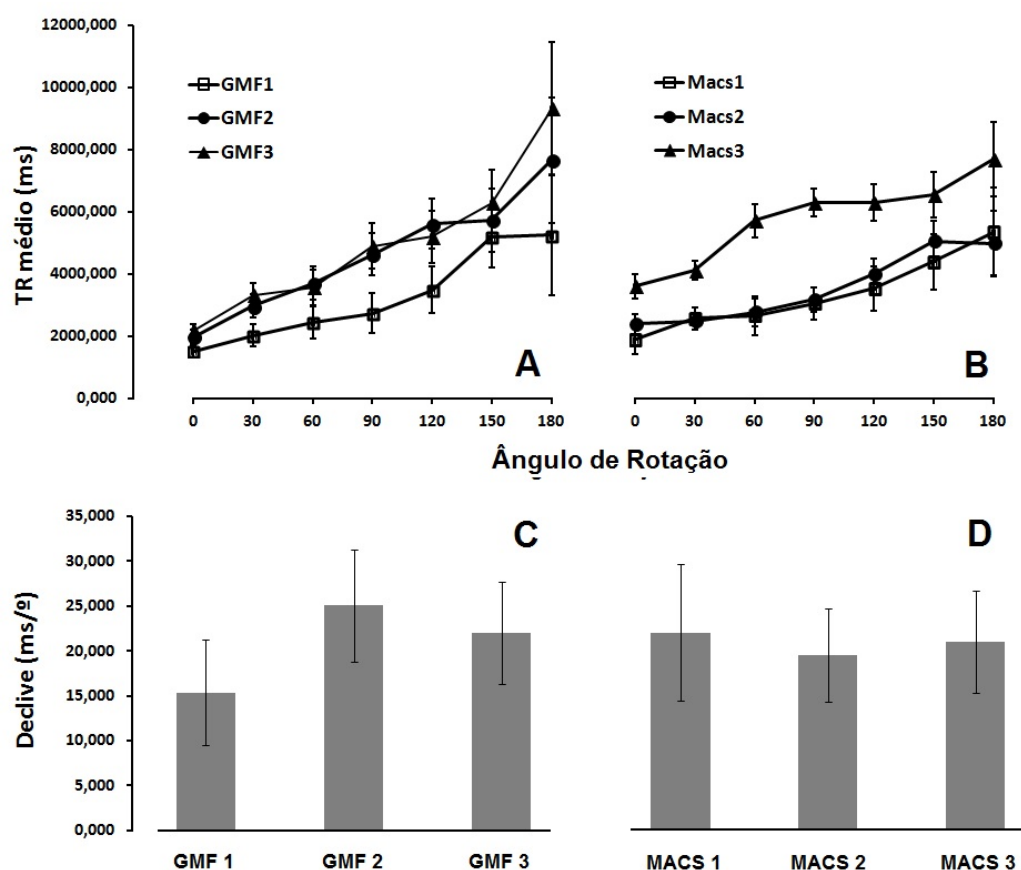 12000,000
10000,000
8000,000
6000,000
4000,000
2000,000
0,000
TR médio (ms)
GMF1
GMF2
GMF3
A
0 30 60 90 120 150 180
Macs1
Macs2
Macs3
B
0 30 60 90 120 150 180
Ângulo de Rotação
35,000
30,000
25,000
20,000
15,000
10,000
5,000
0,000
Declive (ms/º)
C
GMF 1 GMF 2 GMF 3
D
MACS 1 MACS 2 MACS 3